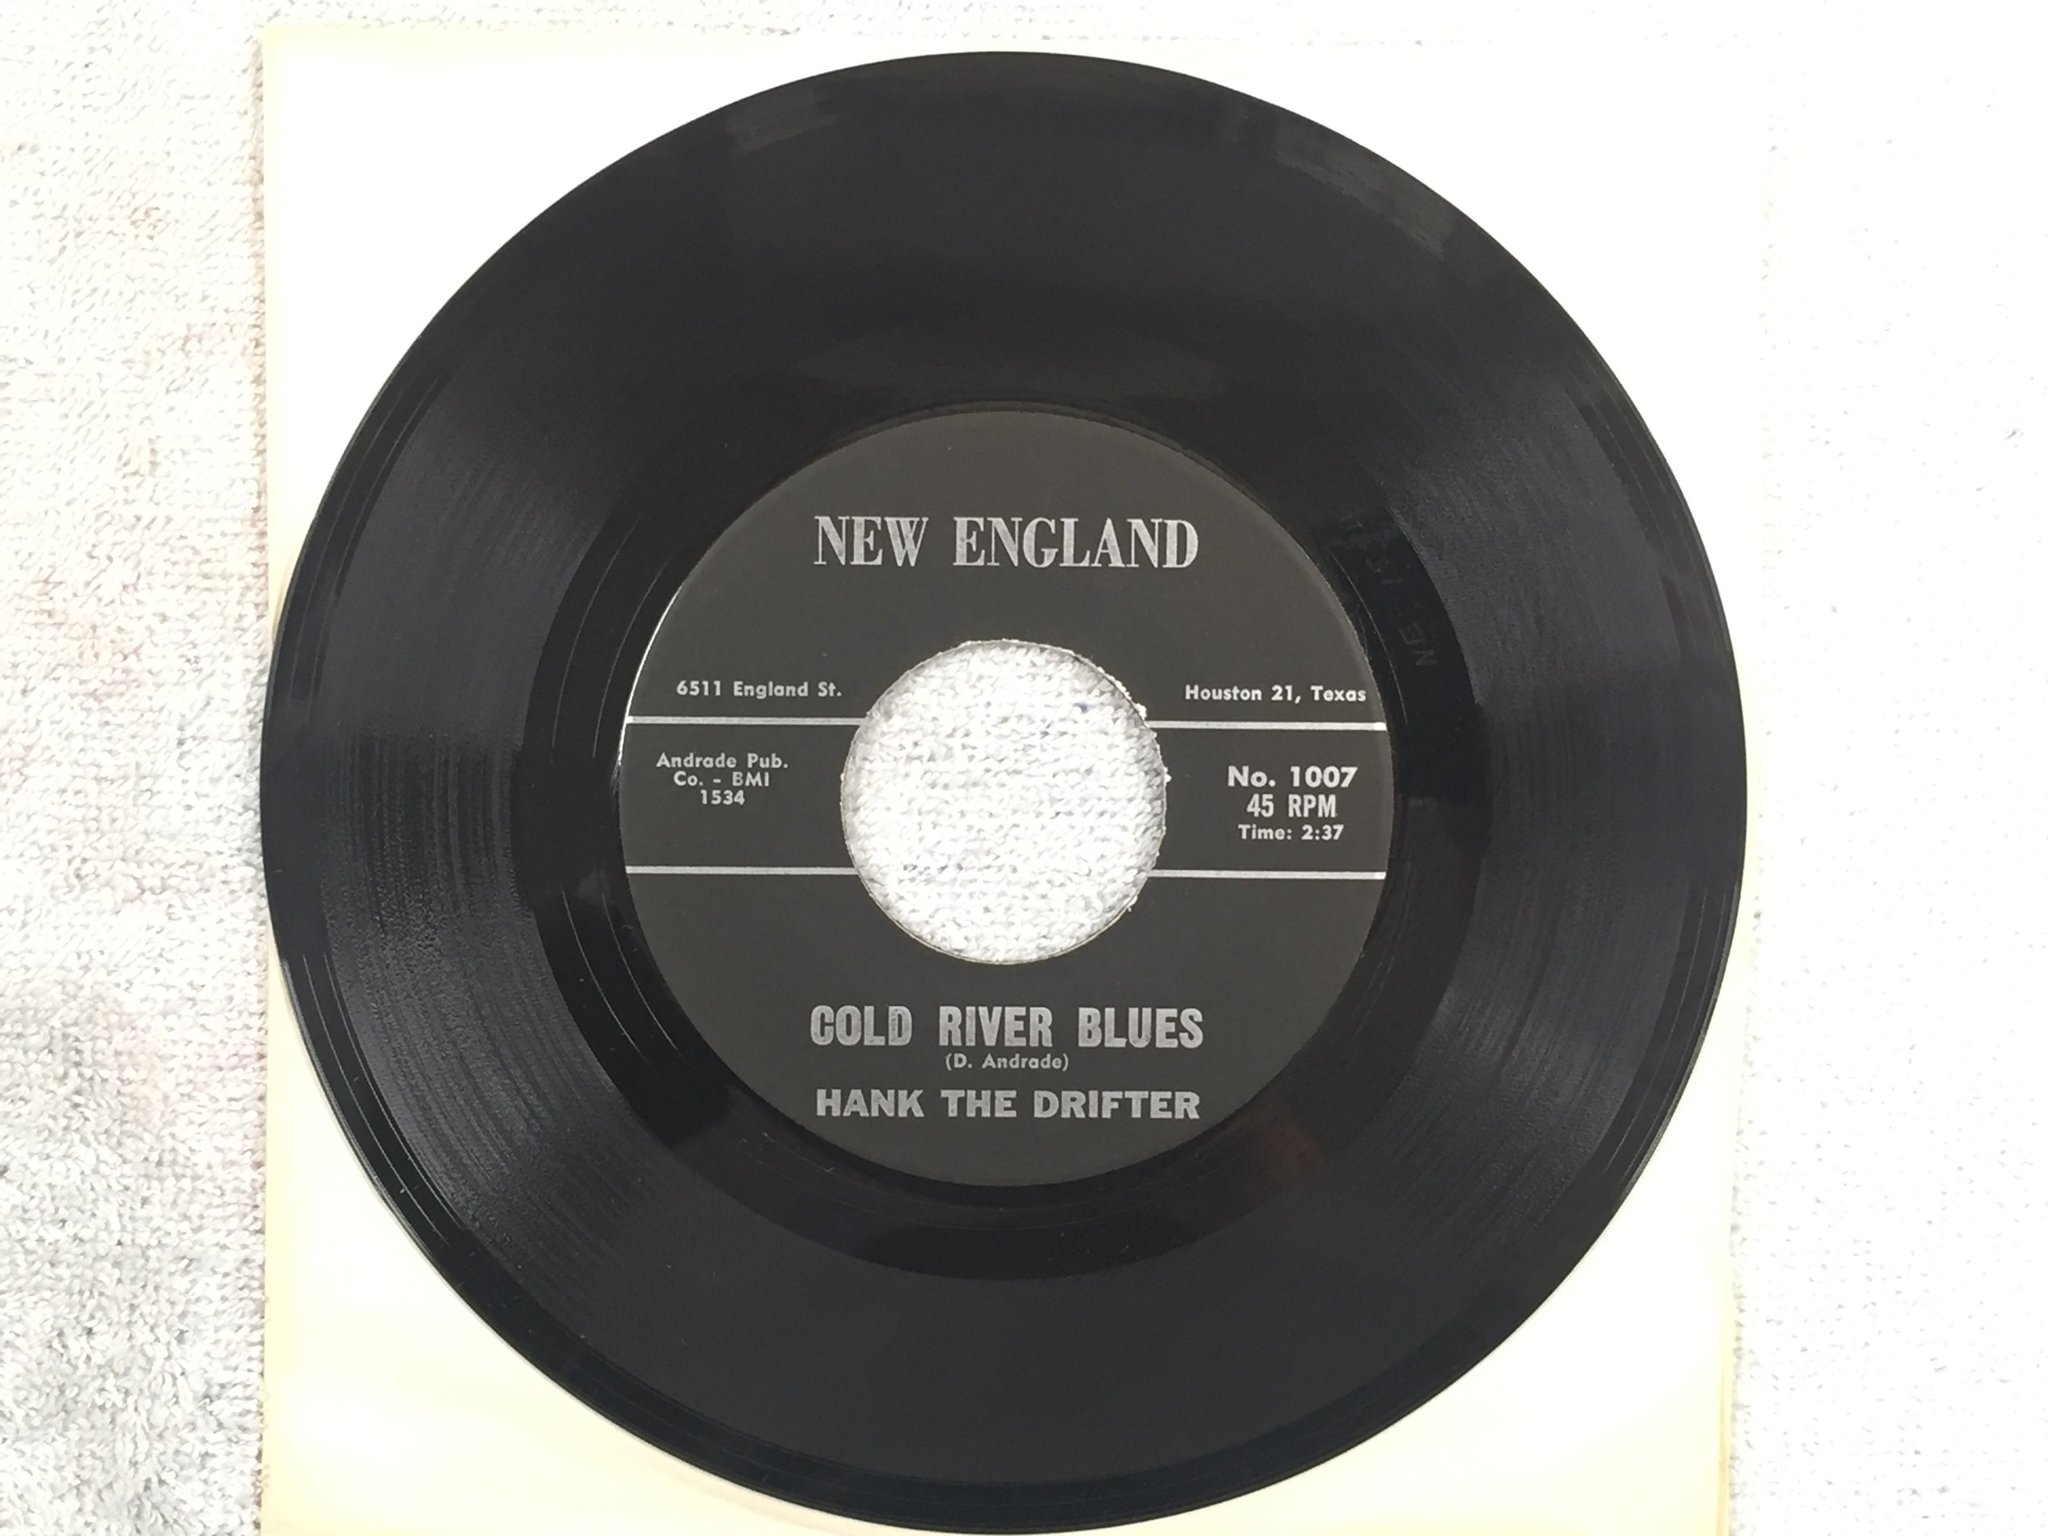 NEW ENGLAND
6511 England St.
Houston 21, Texas
Andrade Pub.
Co. - BMI
1534
No. 1007
45 RPM
Time: 2:37
COLD RIVER BLUES
(D. Andrade)
HANK THE DRIFTER